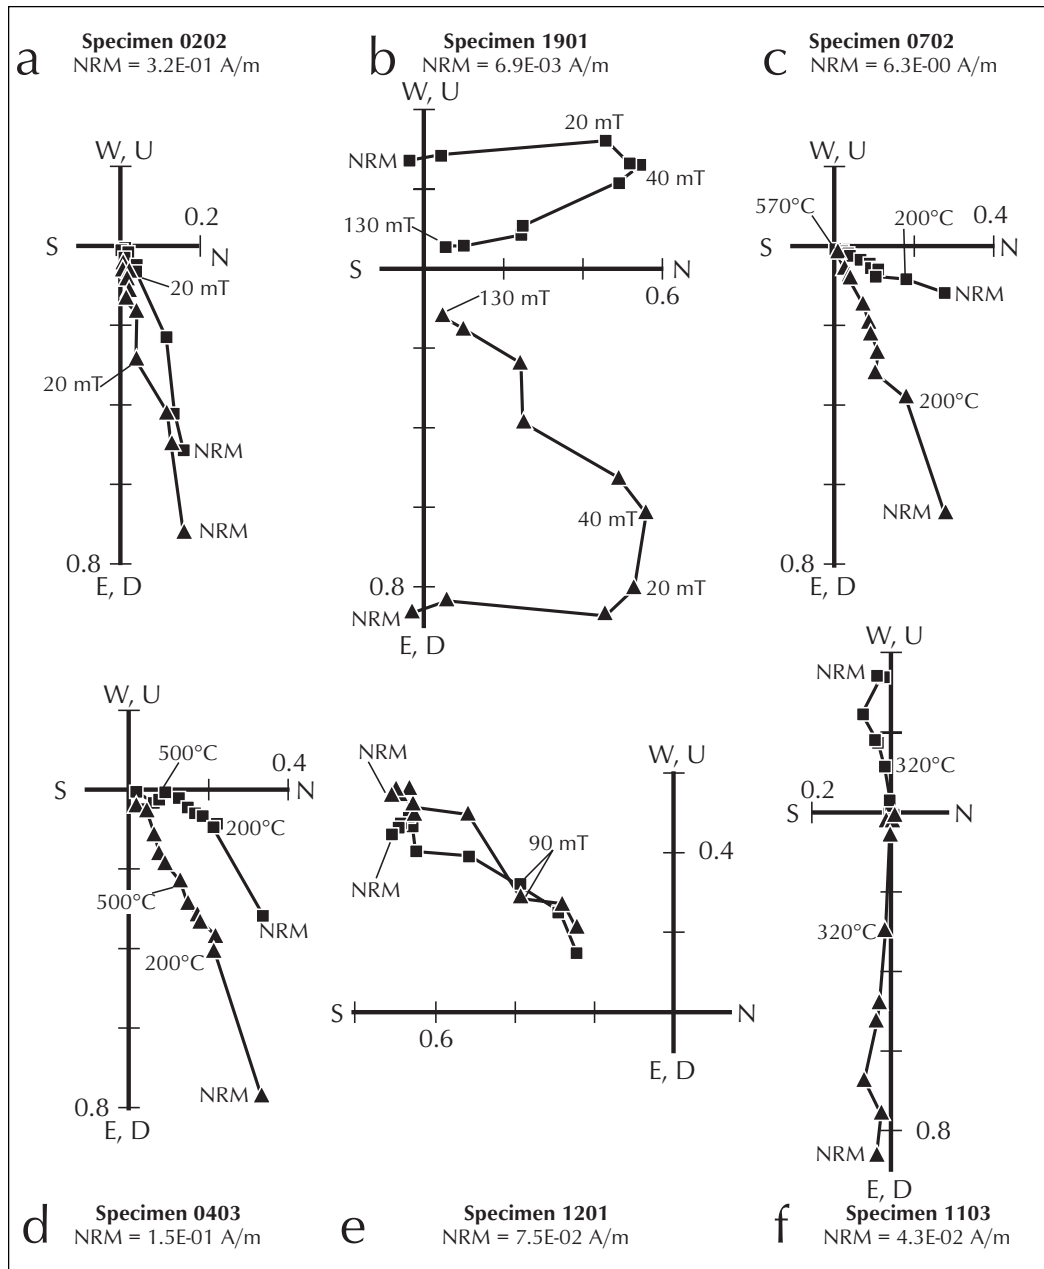 a
Specimen 0202
NRM = 3.2E-01 A/m
W, U
0.2
S
N
20 mT
20 mT
NRM
NRM
0.8
E, D
b
Specimen 1901
NRM = 6.9E-03 A/m
W, U
20 mT
NRM
40 mT
130 mT
S
N
0.6
130 mT
40 mT
0.8
20 mT
NRM
E, D
c
Specimen 0702
NRM = 6.3E-00 A/m
W, U
570°C
200°C
0.4
S
N
NRM
200°C
NRM
0.8
E, D
W, U
500°C
0.4
S
N
200°C
500°C
NRM
200°C
NRM
0.8
E, D
d
Specimen 0403
NRM = 1.5E-01 A/m
NRM
W, U
90 mT
0.4
NRM
S
N
0.6
E, D
e
Specimen 1201
NRM = 7.5E-02 A/m
W, U
NRM
320°C
0.2
S
N
320°C
0.8
NRM
E, D
f
Specimen 1103
NRM = 4.3E-02 A/m